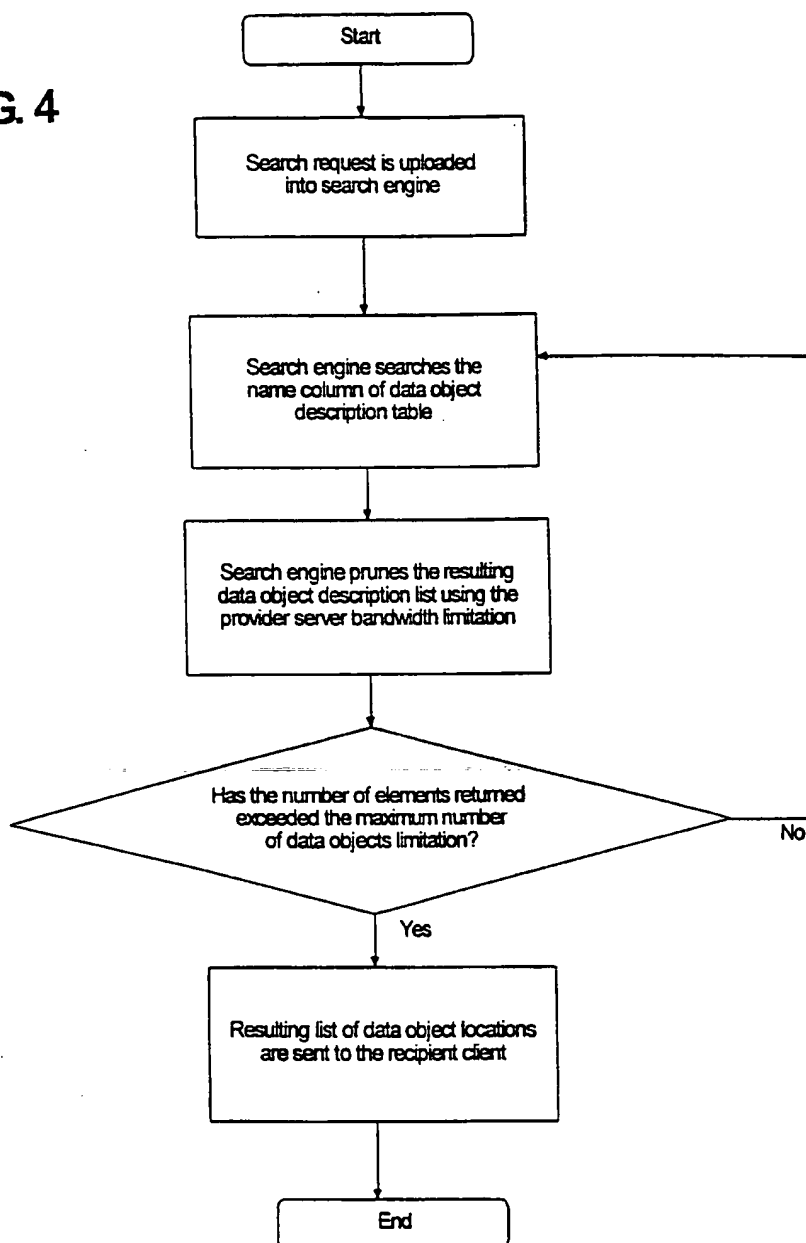 G. 4
Start
Search request is uploaded
into search engine
Search engine searches the
name column of data object
description table
Search engine prunes the resulting
data object description list using the
provider server bandwidth limitation
Has the number of elements returned
exceeded the maximum number
of data objects limitation?
No
Yes
Resulting list of data object locations
are sent to the recipient client
End